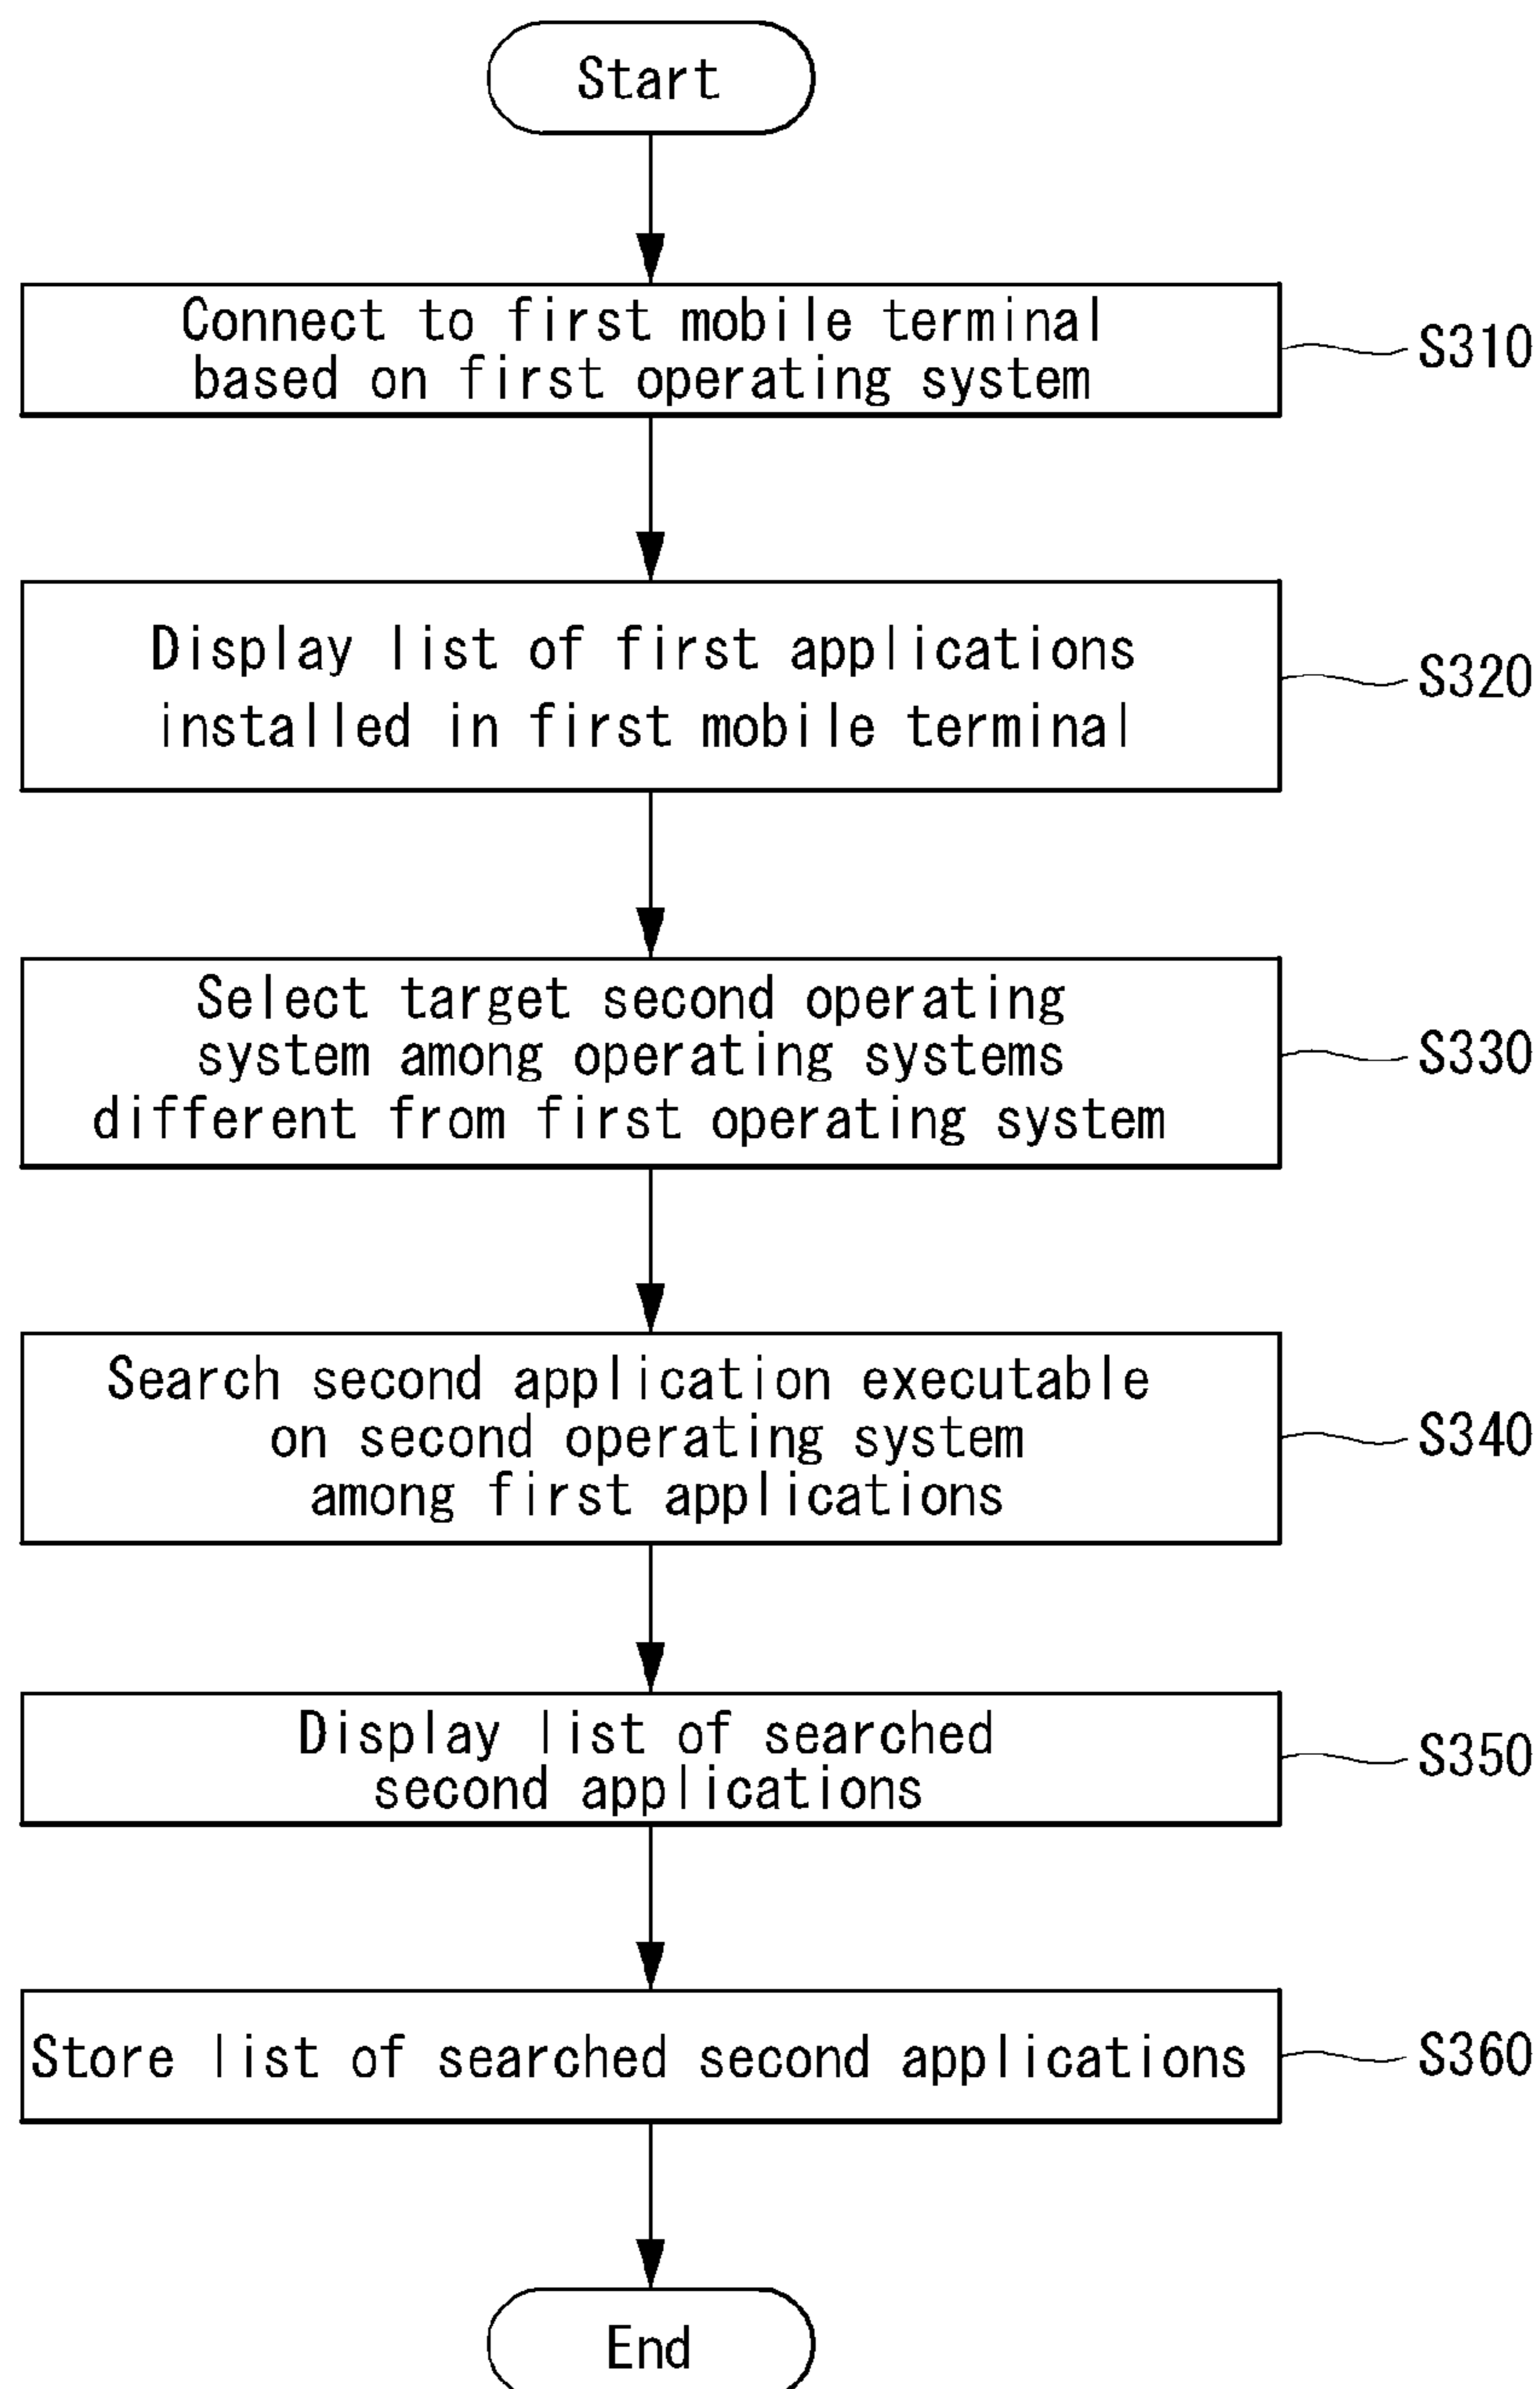 Start
Connect to first mobile terminal
based on first operating system
S310
Display list of first applications
installed in first mobile terminal
S320
Select target second operating
system among operating systems
different from first operating system
S330
Search second application executable
on second operating system
among first applications
S340
Display list of searched
second applications
S350
Store list of searched second applications
S360
End